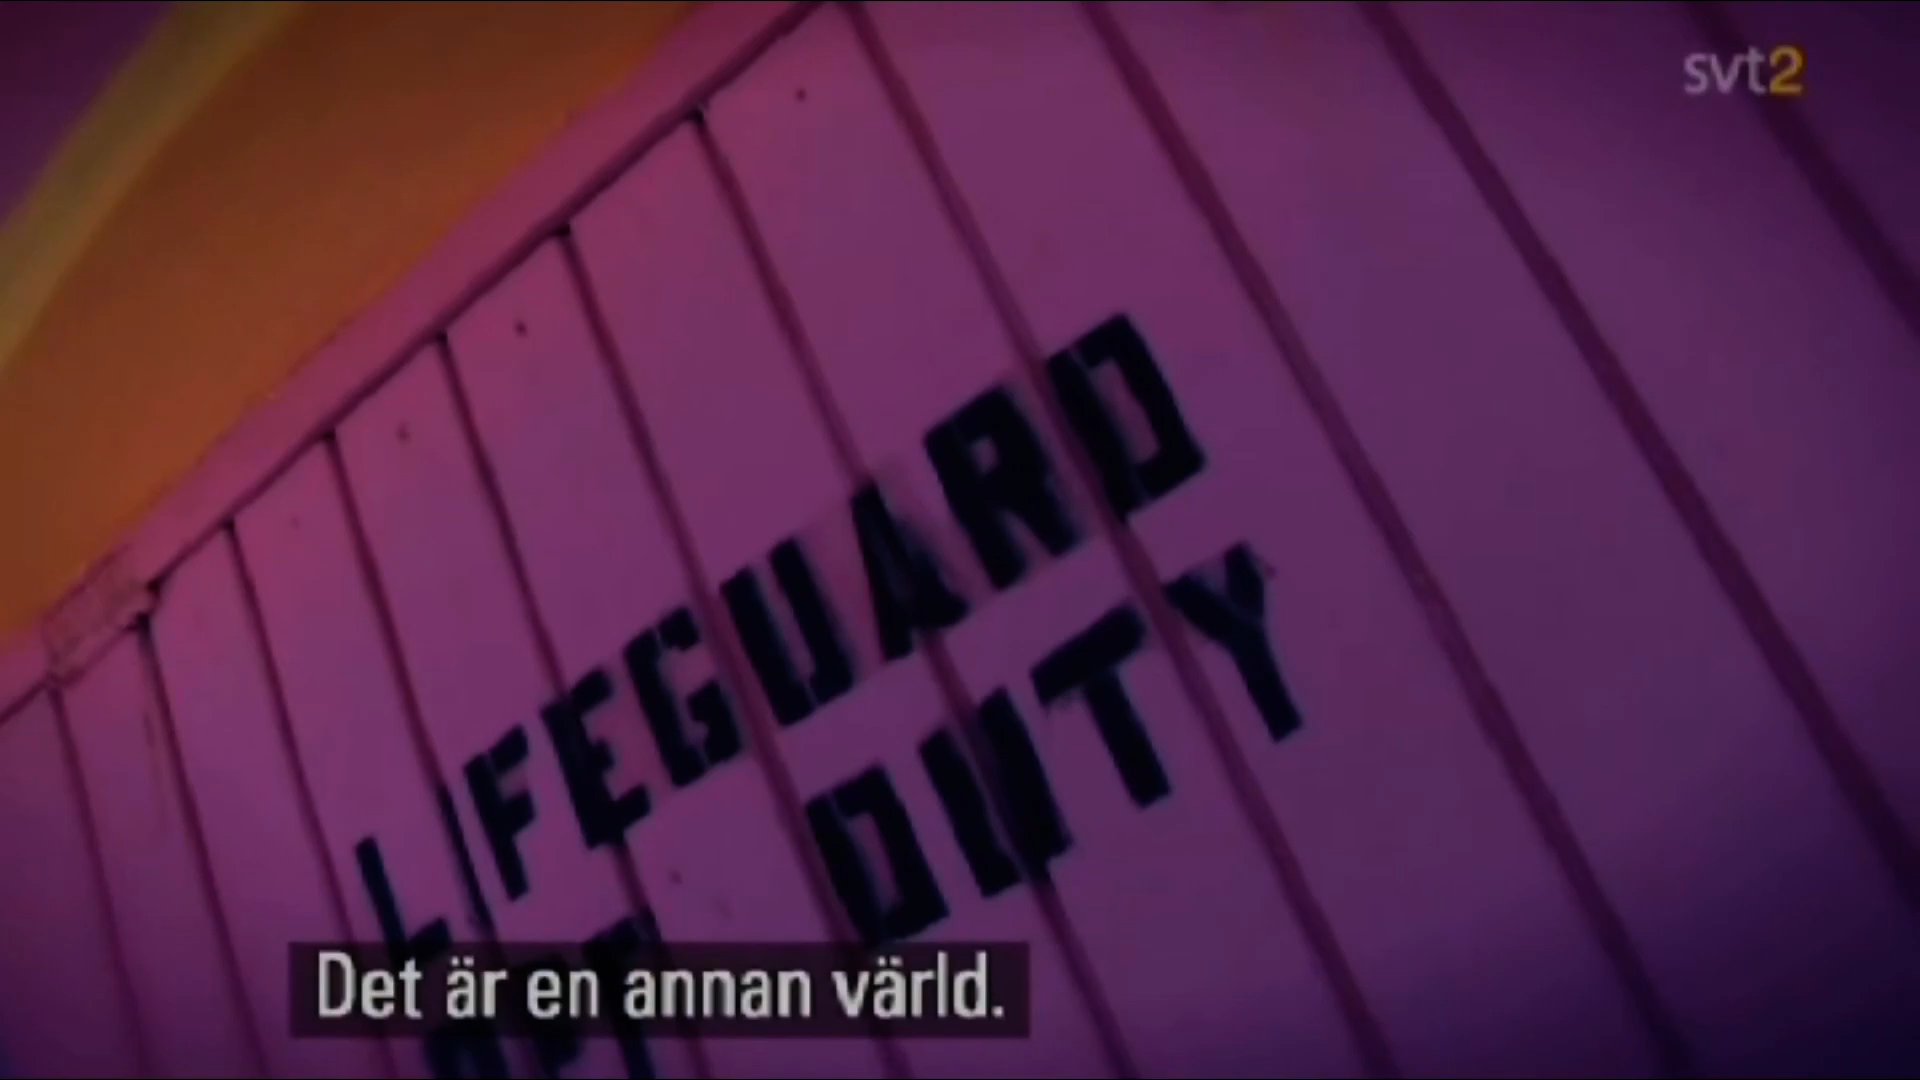 svt2
LIFEGUARD
DUTY
Det är en annan värld.